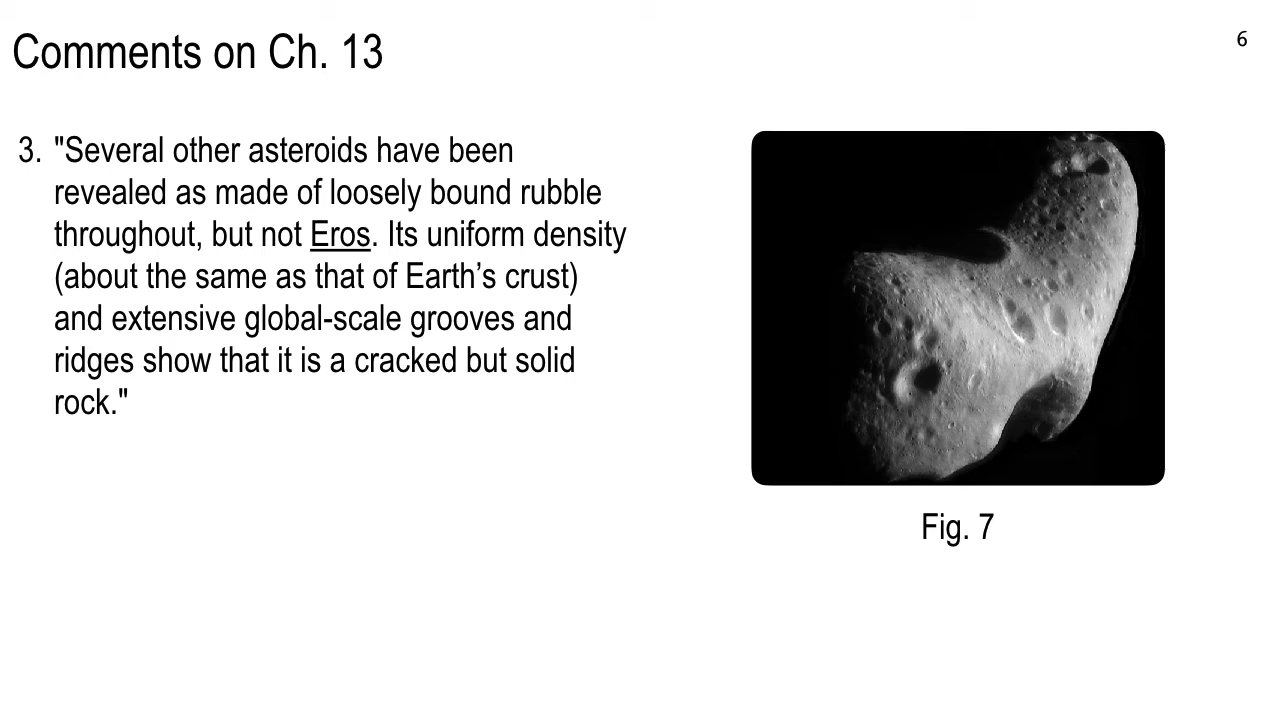 Comments on Ch. 13
6
3. "Several other asteroids have been
revealed as made of loosely bound rubble
throughout, but not Eros. Its uniform density
(about the same as that of Earth’s crust)
and extensive global-scale grooves and
ridges show that it is a cracked but solid
rock."
Fig. 7